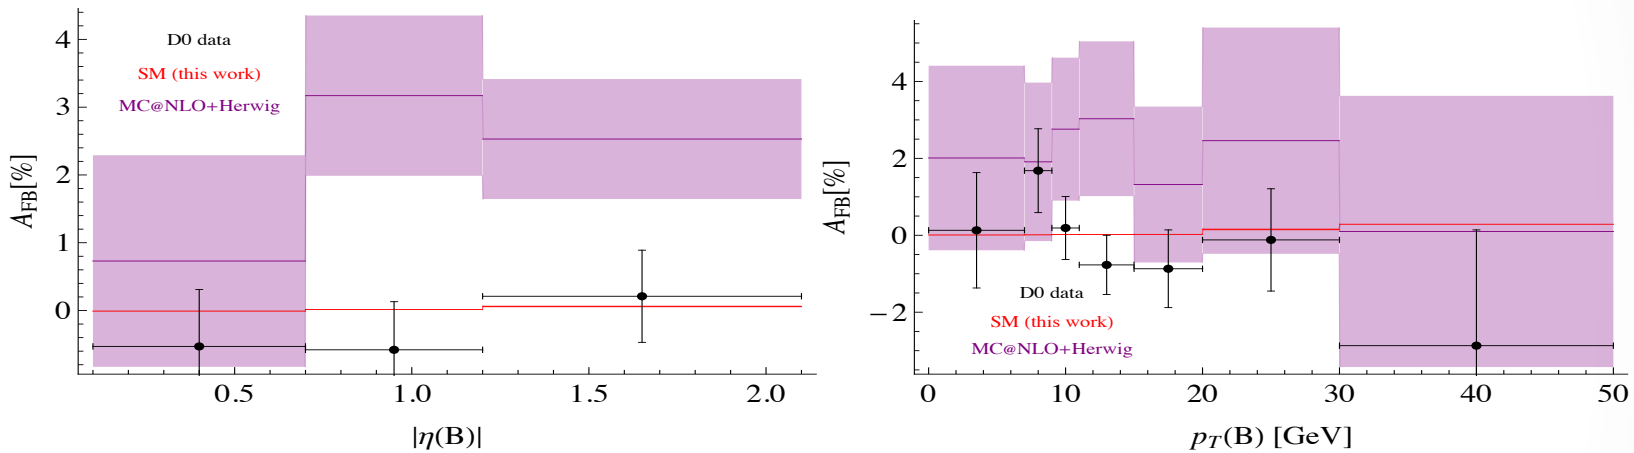 D0 data
SM (this work)
MC@NLO+Herwig
A_FB[%]
4
3
2
1
0
0.5
1.0
1.5
2.0
|η(B)|
A_FB[%]
4
2
0
−2
D0 data
SM (this work)
MC@NLO+Herwig
0
10
20
30
40
50
p_T(B) [GeV]